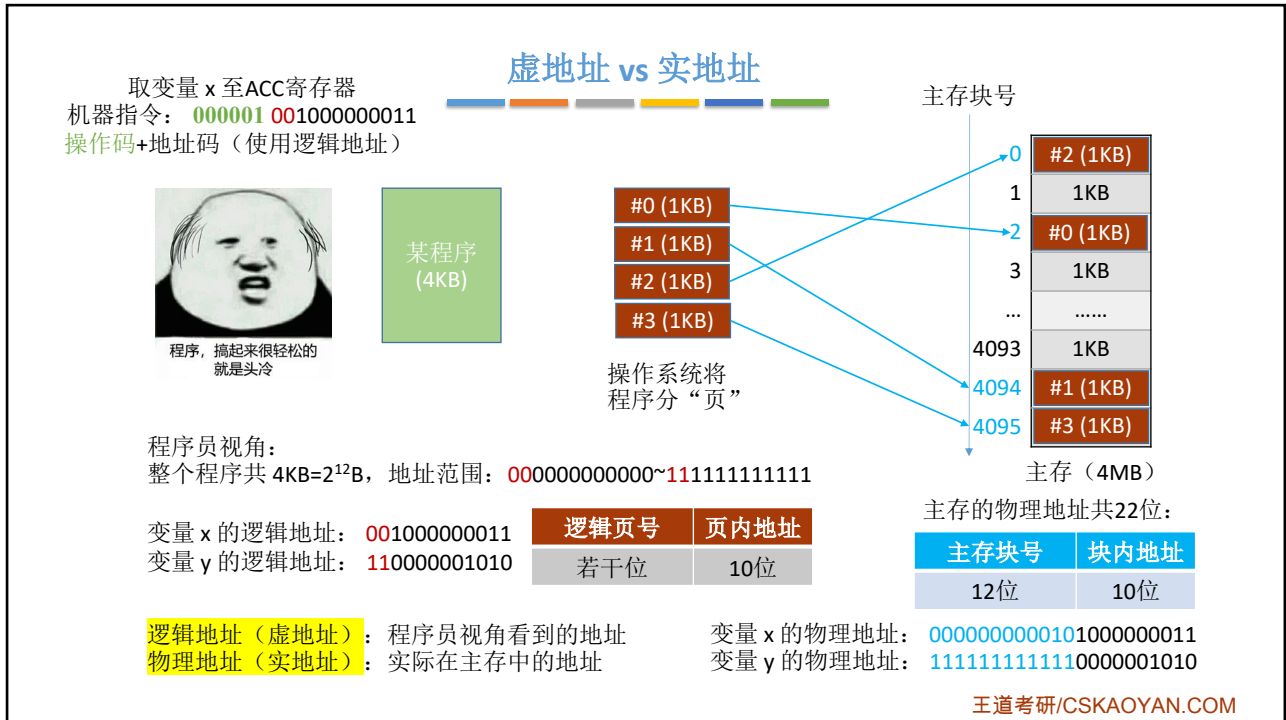 虚地址 vs 实地址
取变量 x 至ACC寄存器
机器指令： 000001 001000000011
操作码+地址码（使用逻辑地址）
程序，搞起来很轻松的
就是头冷
某程序
(4KB)
#0 (1KB)
#1 (1KB)
#2 (1KB)
#3 (1KB)
操作系统将
程序分“页”
主存块号
0 #2 (1KB)
1 1KB
2 #0 (1KB)
3 1KB
... ......
4093 1KB
4094 #1 (1KB)
4095 #3 (1KB)
主存（4MB）
程序员视角：
整个程序共 4KB=2¹²B，地址范围：000000000000~111111111111
变量 x 的逻辑地址： 001000000011
变量 y 的逻辑地址： 110000001010
逻辑页号 页内地址
若干位 10位
主存的物理地址共22位：
主存块号 块内地址
12位 10位
逻辑地址（虚地址）：程序员视角看到的地址
物理地址（实地址）：实际在主存中的地址
变量 x 的物理地址： 0000000000101000000011
变量 y 的物理地址： 1111111111110000001010
王道考研/CSKAOYAN.COM